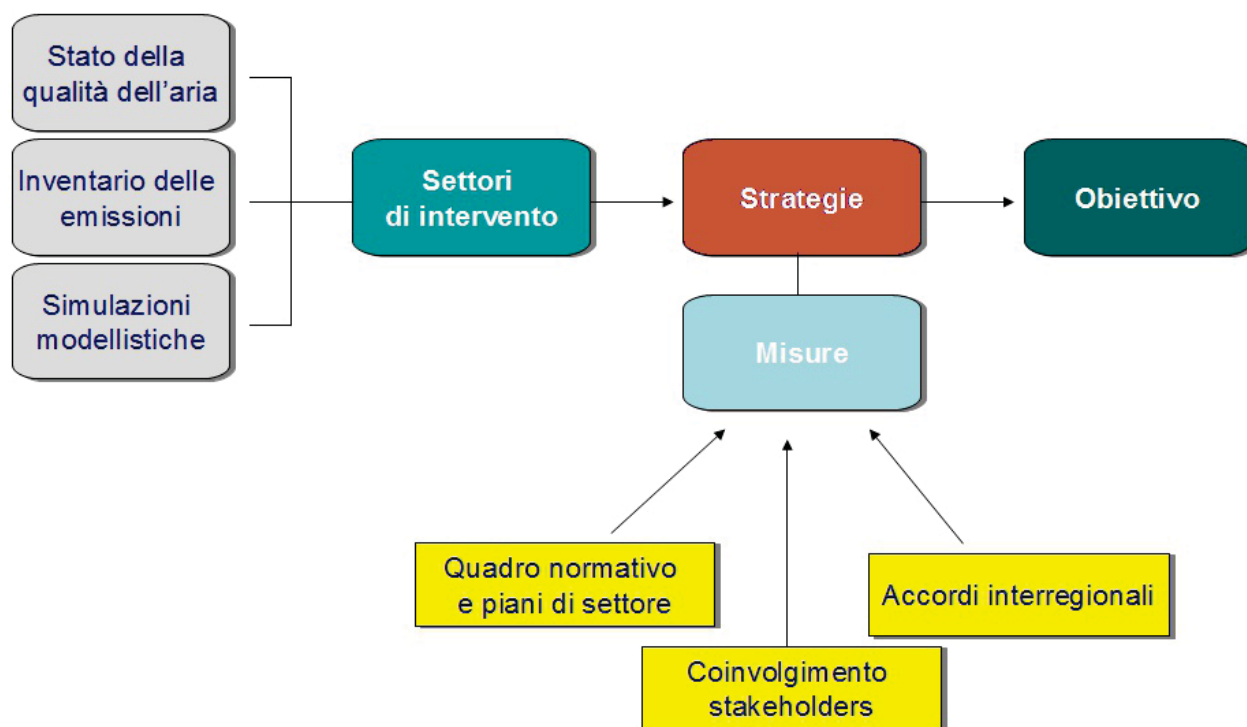 Stato della
qualità dell’aria
Inventario delle
emissioni
Simulazioni
modellistiche
Settori
di intervento
Strategie
Obiettivo
Misure
Quadro normativo
e piani di settore
Accordi interregionali
Coinvolgimento
stakeholders